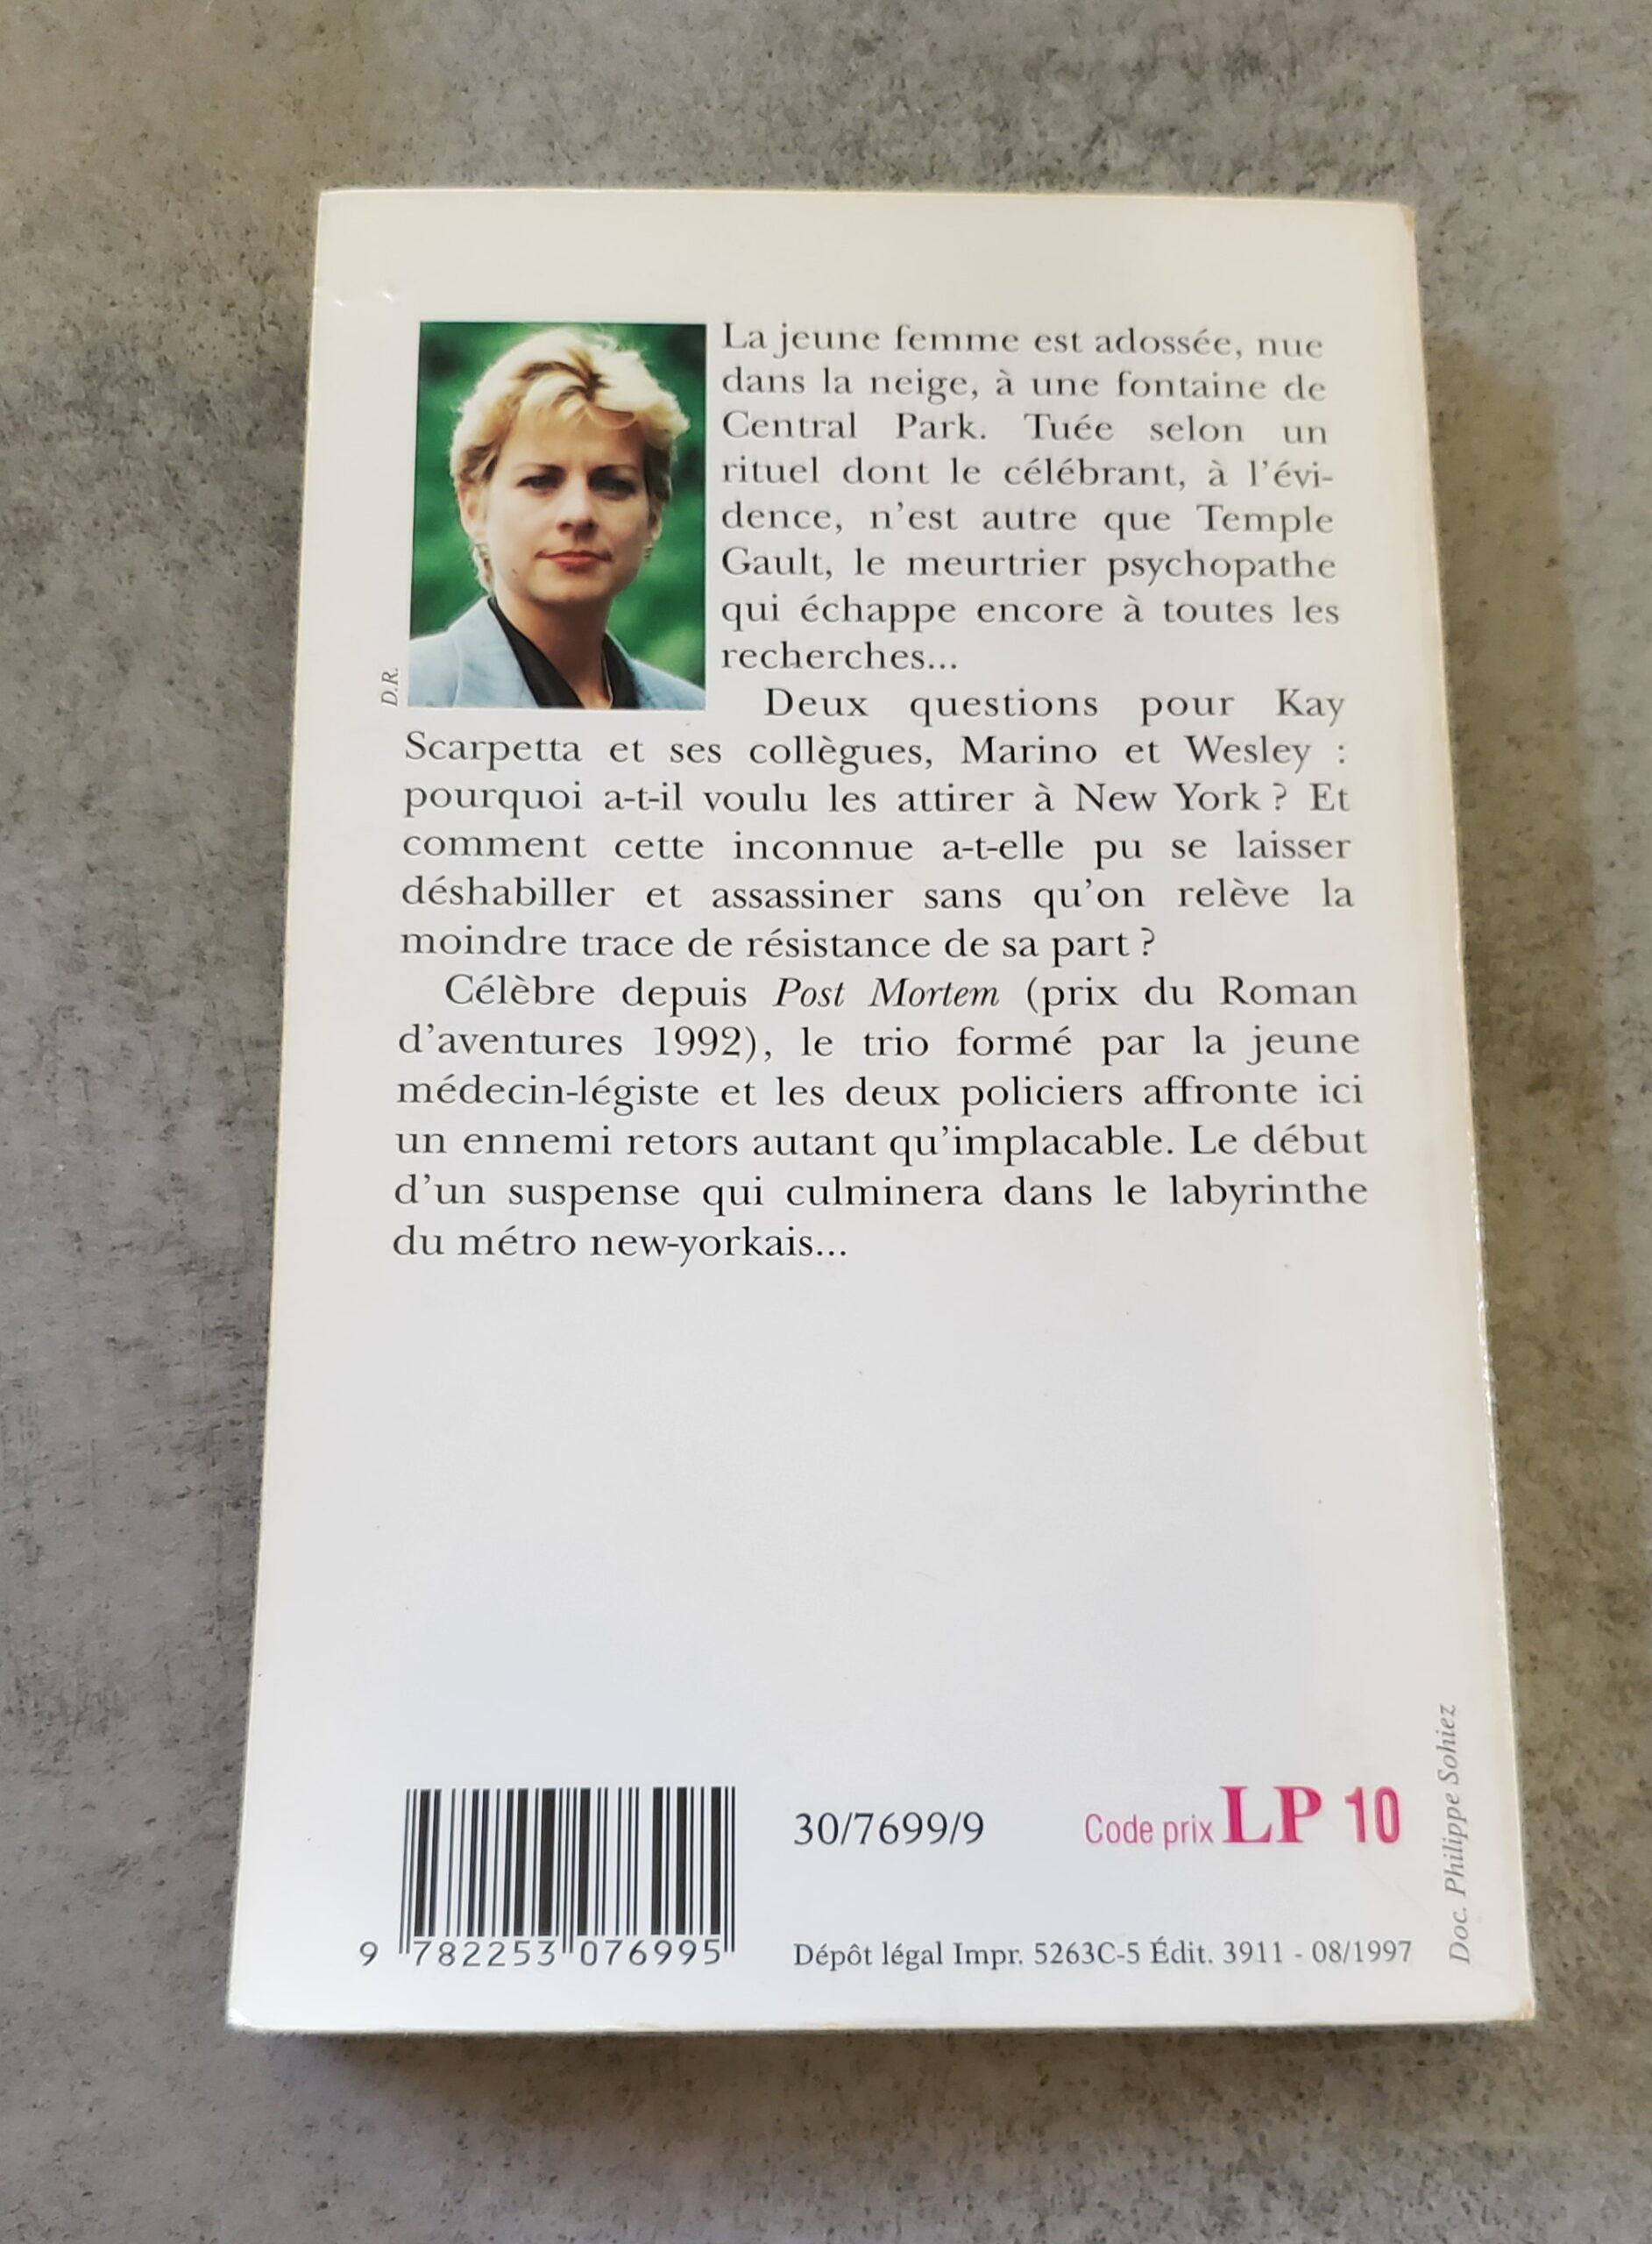 La jeune femme est adossée, nue
dans la neige, à une fontaine de
Central Park. Tuée selon un
rituel dont le célébrant, à l'évi-
dence, n'est autre que Temple
Gault, le meurtrier psychopathe
qui échappe encore à toutes les
recherches...
D.R.
Deux questions pour Kay
Scarpetta et ses collègues, Marino et Wesley :
pourquoi a-t-il voulu les attirer à New York ? Et
comment cette inconnue a-t-elle pu se laisser
déshabiller et assassiner sans qu'on relève la
moindre trace de résistance de sa part ?
Célèbre depuis Post Mortem (prix du Roman
d'aventures 1992), le trio formé par la jeune
médecin-légiste et les deux policiers affronte ici
un ennemi retors autant qu'implacable. Le début
d'un suspense qui culminera dans le labyrinthe
du métro new-yorkais...
30/7699/9
Code prix LP 10
9 782253 076995
Dépôt légal Impr. 5263C-5 Édit. 3911 - 08/1997
Doc. Philippe Sohiez